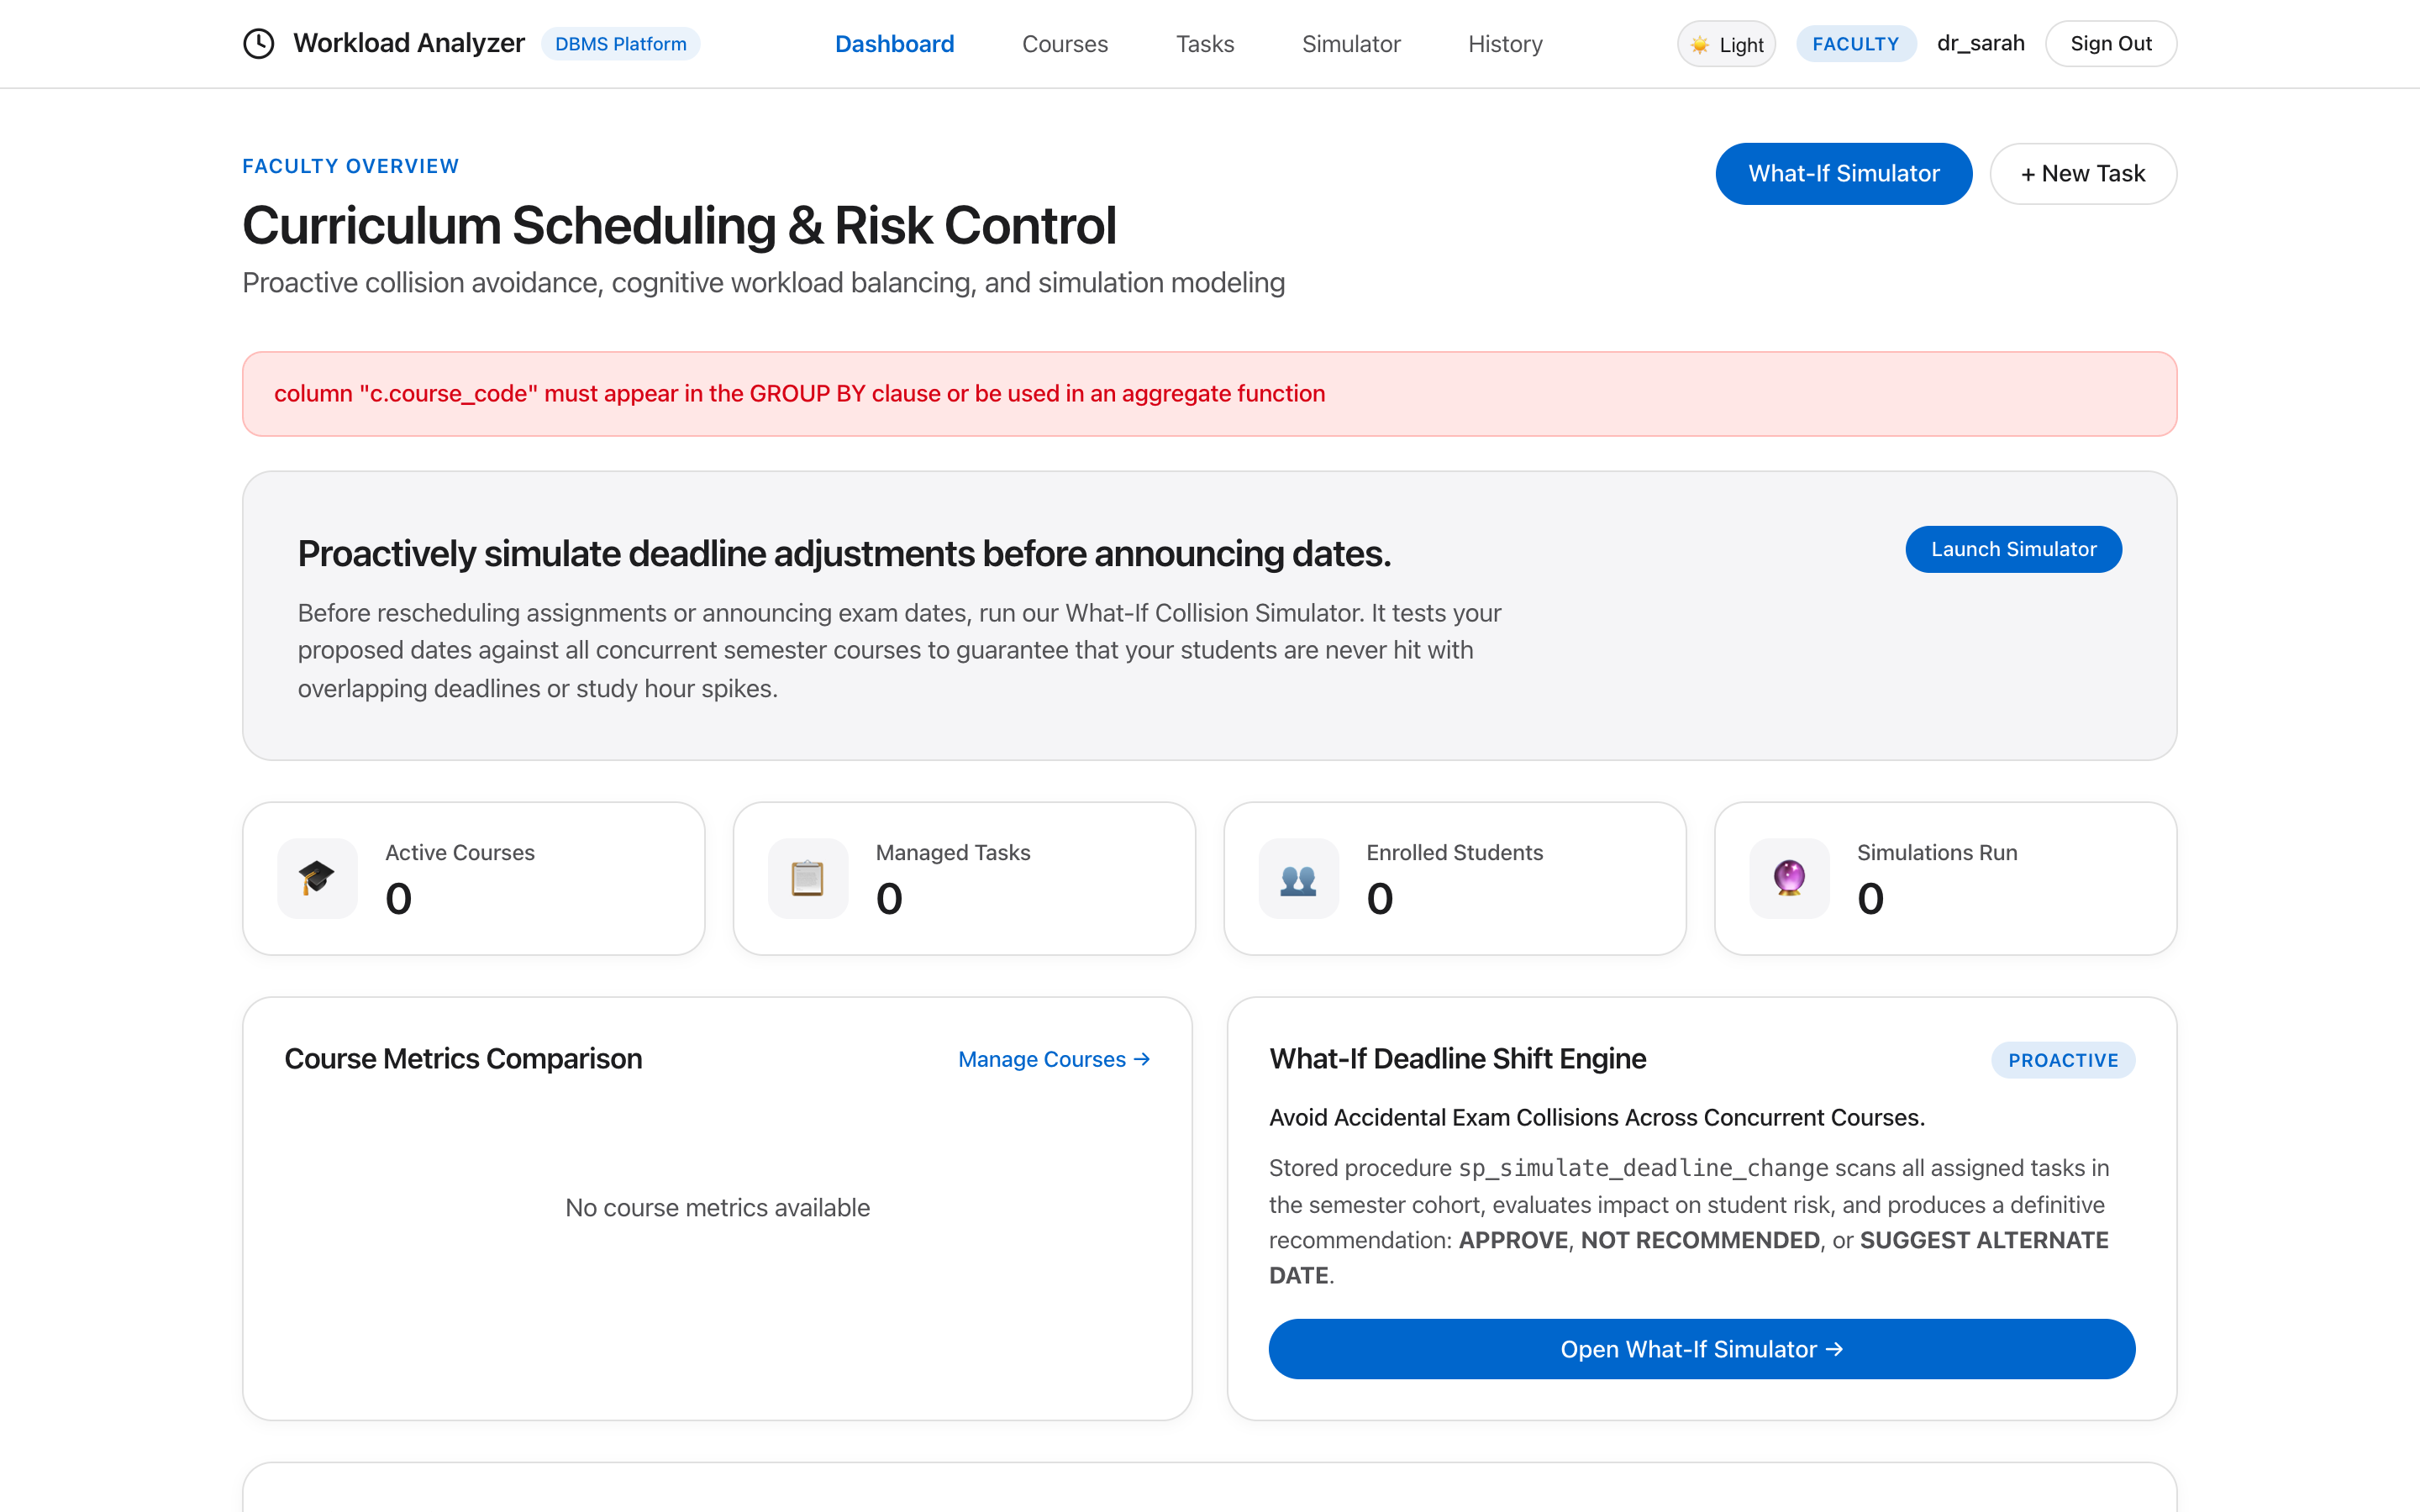 Workload Analyzer DBMS Platform Dashboard Courses Tasks Simulator History Light FACULTY dr_sarah Sign Out
FACULTY OVERVIEW
What-If Simulator + New Task
Curriculum Scheduling & Risk Control
Proactive collision avoidance, cognitive workload balancing, and simulation modeling
column "c.course_code" must appear in the GROUP BY clause or be used in an aggregate function
Proactively simulate deadline adjustments before announcing dates.
Launch Simulator
Before rescheduling assignments or announcing exam dates, run our What-If Collision Simulator. It tests your
proposed dates against all concurrent semester courses to guarantee that your students are never hit with
overlapping deadlines or study hour spikes.
Active Courses
0
Managed Tasks
0
Enrolled Students
0
Simulations Run
0
Course Metrics Comparison
Manage Courses →
No course metrics available
What-If Deadline Shift Engine
PROACTIVE
Avoid Accidental Exam Collisions Across Concurrent Courses.
Stored procedure sp_simulate_deadline_change scans all assigned tasks in
the semester cohort, evaluates impact on student risk, and produces a definitive
recommendation: APPROVE, NOT RECOMMENDED, or SUGGEST ALTERNATE
DATE.
Open What-If Simulator →